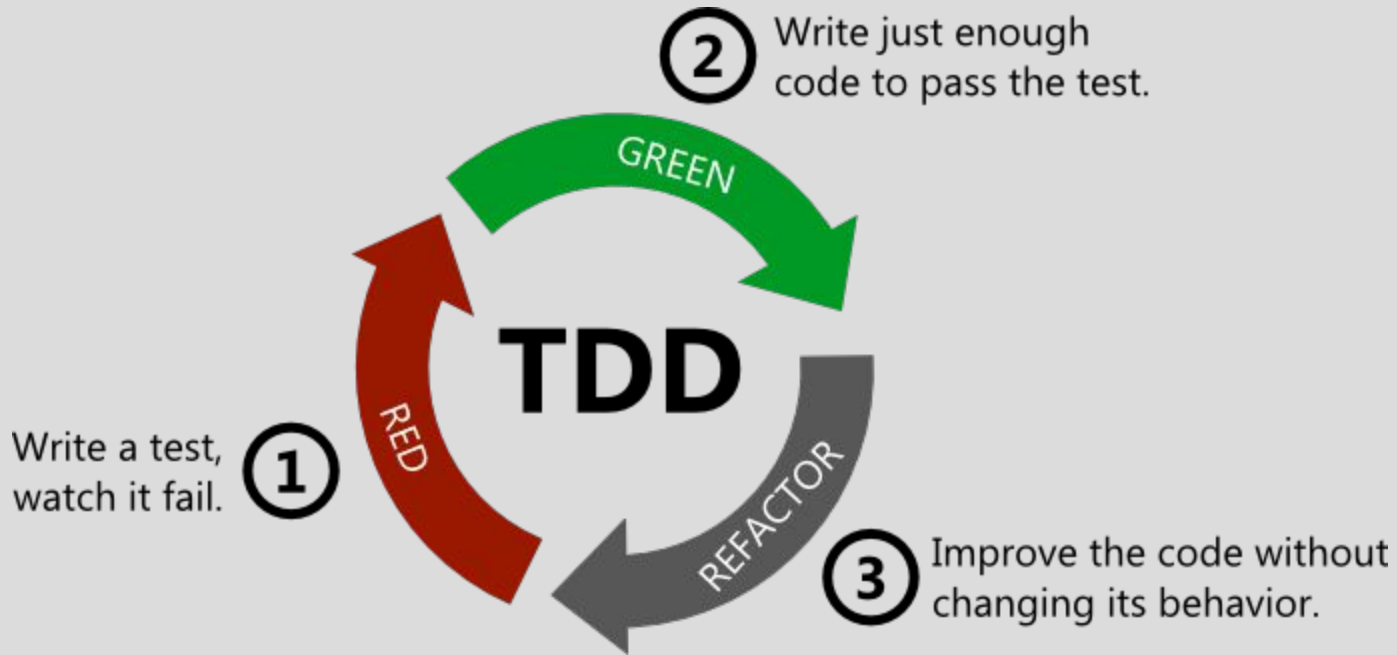 2
Write just enough
code to pass the test.
GREEN
TDD
RED
Write a test,
watch it fail.
1
REFACTOR
3
Improve the code without
changing its behavior.